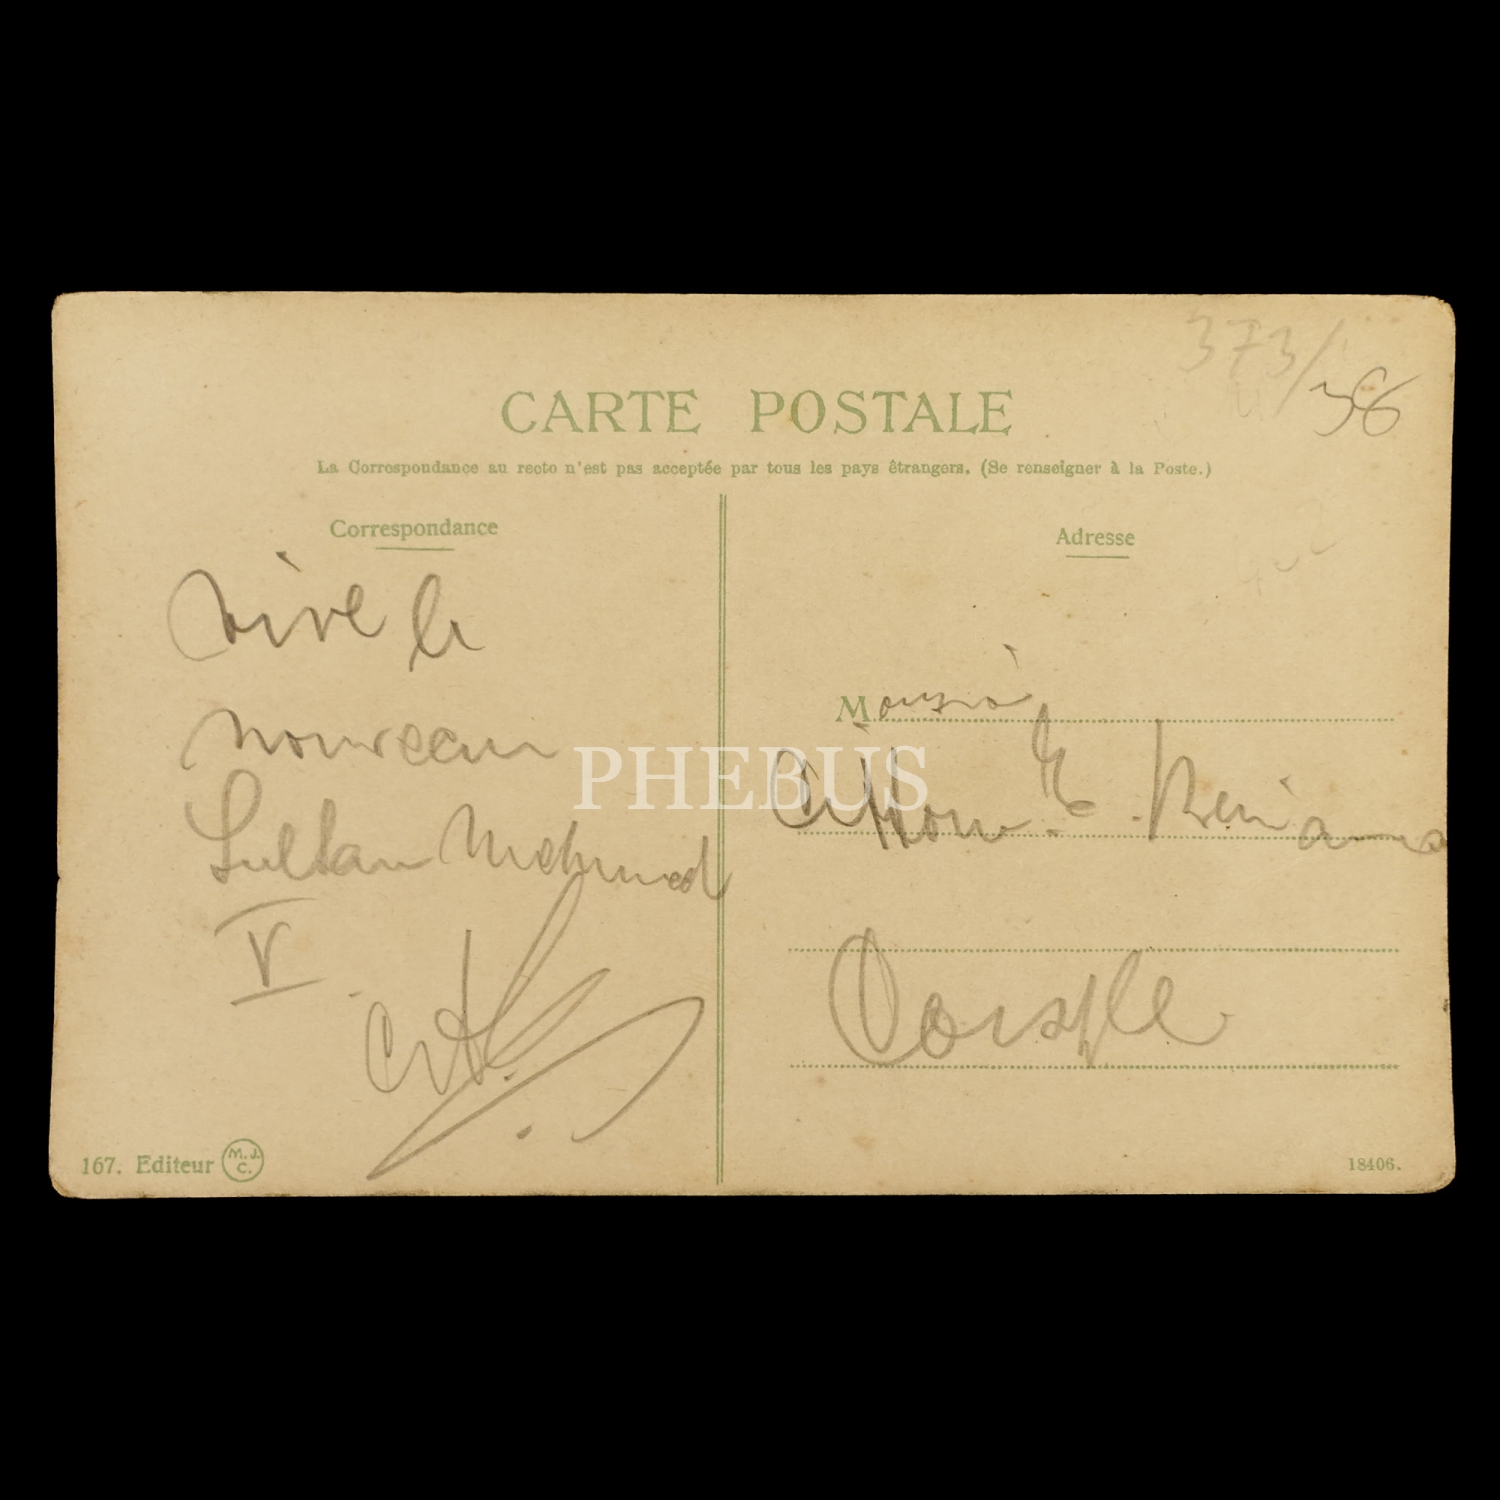 373/36
CARTE POSTALE
La Correspondance au recto n'est pas acceptée par tous les pays étrangers. (Se renseigner à la Poste.)
Correspondance
vive le
nouveau
Sultan Mehmed
V.
167. Editeur M.J.C.
Adresse
M
E.
18406.
PHEBUS